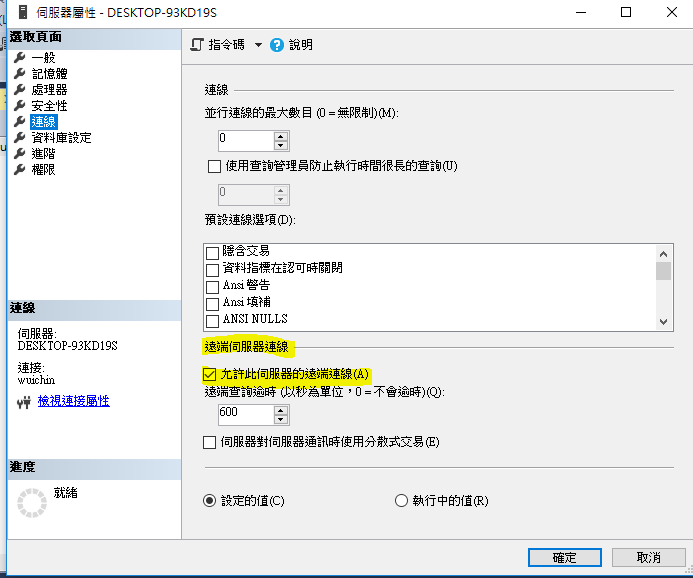 伺服器屬性 - DESKTOP-93KD19S
選取頁面
一般
記憶體
處理器
安全性
連線
資料庫設定
進階
權限
指令碼 說明
連線
並行連線的最大數目 (0 = 無限制)(M):
0
使用查詢管理員防止執行時間很長的查詢(U)
0
預設連線選項(D):
隱含交易
資料指標在認可時關閉
Ansi 警告
Ansi 填補
ANSI NULLS
遠端伺服器連線
允許此伺服器的遠端連線(A)
遠端查詢逾時 (以秒為單位，0 = 不會逾時)(Q):
600
伺服器對伺服器通訊時使用分散式交易(E)
設定的值(C) 執行中的值(R)
連線
伺服器:
DESKTOP-93KD19S
連接:
wuichin
檢視連接屬性
進度
就緒
確定 取消